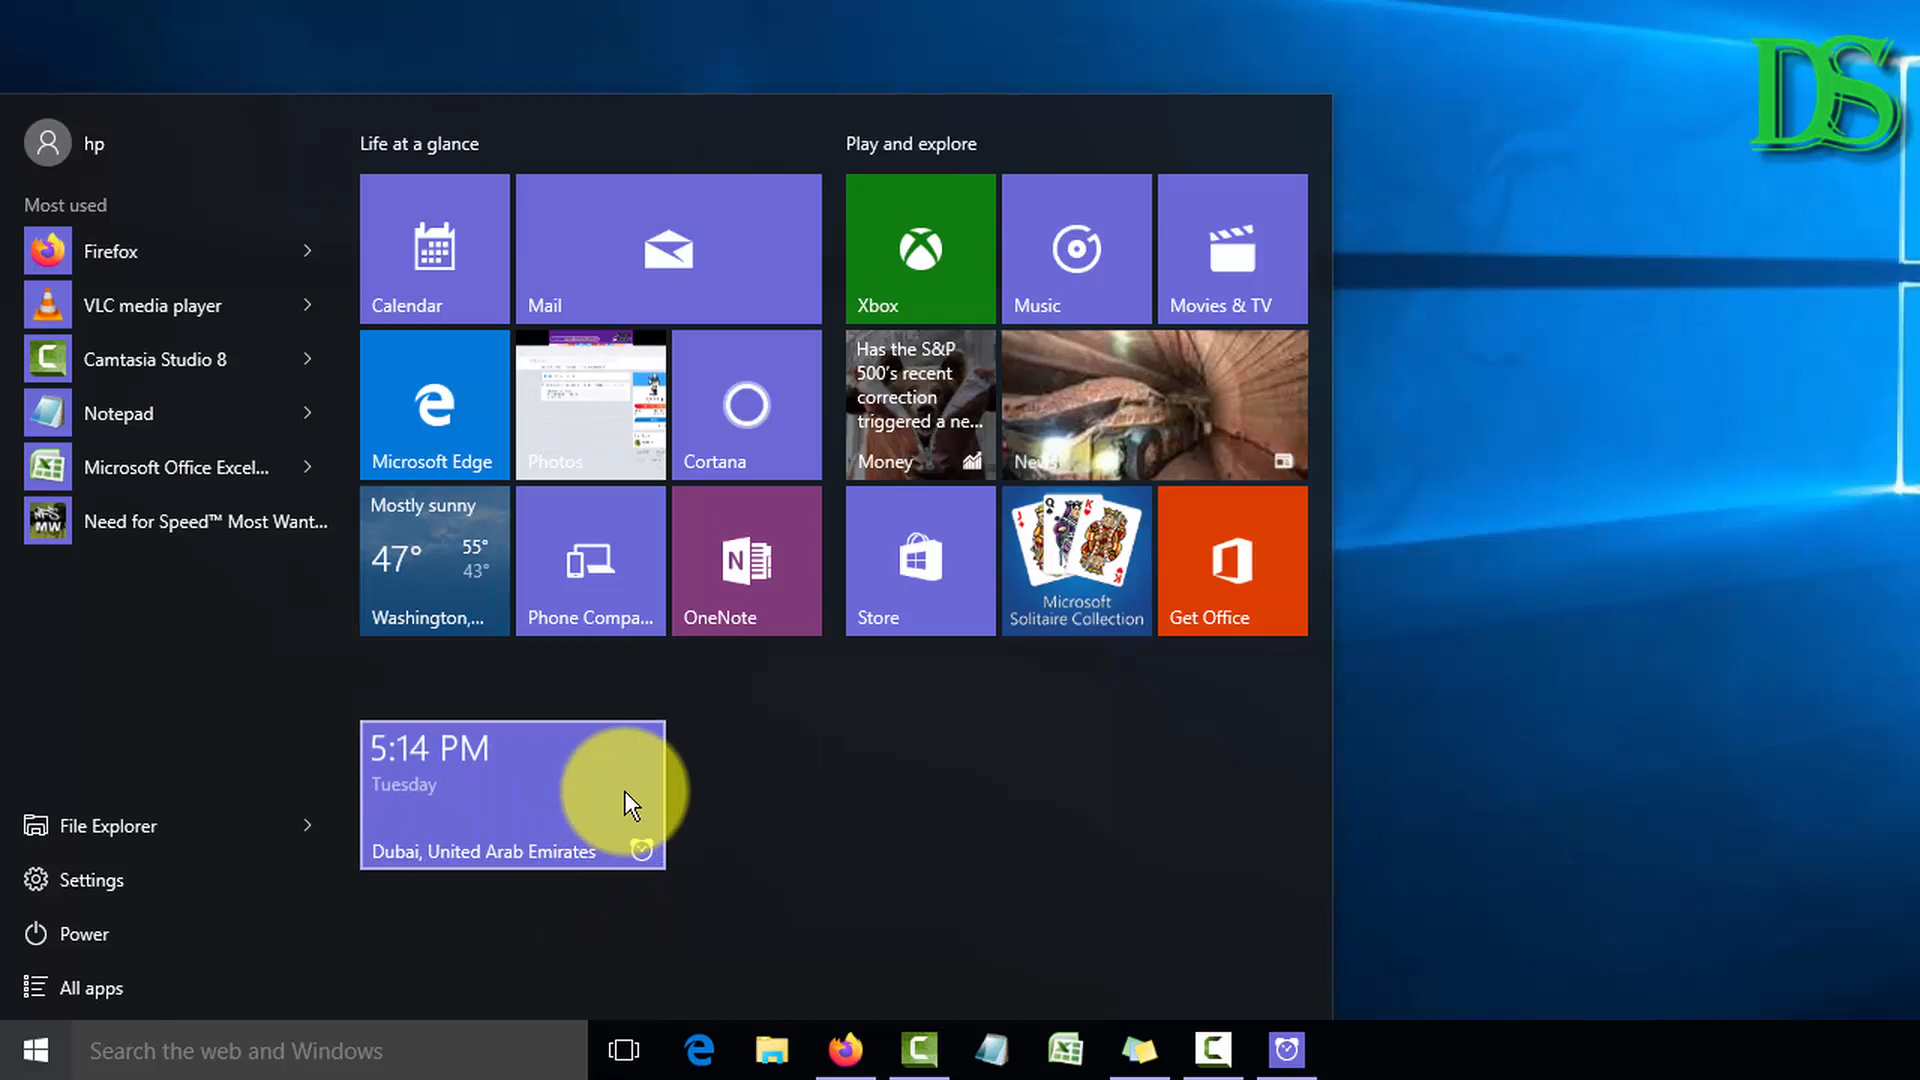 DS
hp
Most used
Firefox
VLC media player
Camtasia Studio 8
Notepad
Microsoft Office Excel...
Need for Speed™ Most Want...
File Explorer
Settings
Power
All apps
Life at a glance
Calendar
Mail
Microsoft Edge
Photos
Cortana
Mostly sunny
47°
55°
43°
Washington,...
Phone Compa...
OneNote
5:14 PM
Tuesday
Dubai, United Arab Emirates
Play and explore
Xbox
Music
Movies & TV
Has the S&P
500's recent
correction
triggered a ne...
Money
News
Store
Microsoft
Solitaire Collection
Get Office
Search the web and Windows